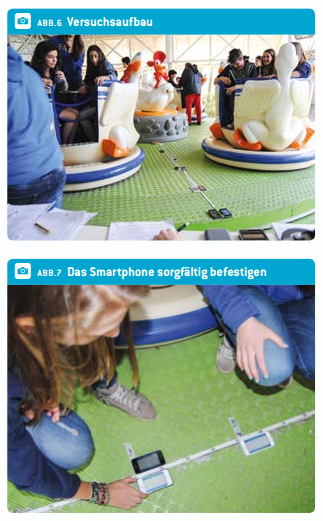 ABB.6 Versuchsaufbau
ABB.7 Das Smartphone sorgfältig befestigen